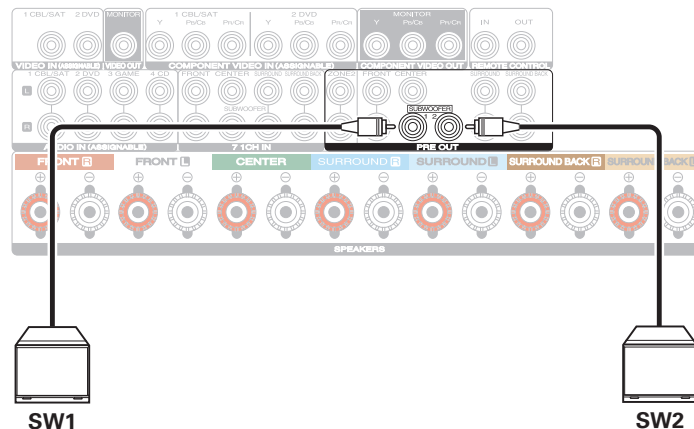 1 CBL/SAT 2 DVD MONITOR 1 CBL/SAT 2 DVD MONITOR
Y PB/CB PR/CR Y PB/CB PR/CR Y PB/CB PR/CR IN OUT
VIDEO IN (ASSIGNABLE) VIDEO OUT COMPONENT VIDEO IN (ASSIGNABLE) COMPONENT VIDEO OUT REMOTE CONTROL
1 CBL/SAT 2 DVD 3 GAME 4 CD FRONT CENTER SURROUND SURROUND BACK ZONE2 FRONT CENTER SURROUND SURROUND BACK
L
SUBWOOFER SUBWOOFER
1 2
R
(ASSIGNABLE) 7 1CH IN PRE OUT
FRONT R FRONT L CENTER SURROUND R SURROUND L SURROUND BACK R SURROUND BACK L
+ − + − + − + − + − + − +
SPEAKERS
SW1 SW2